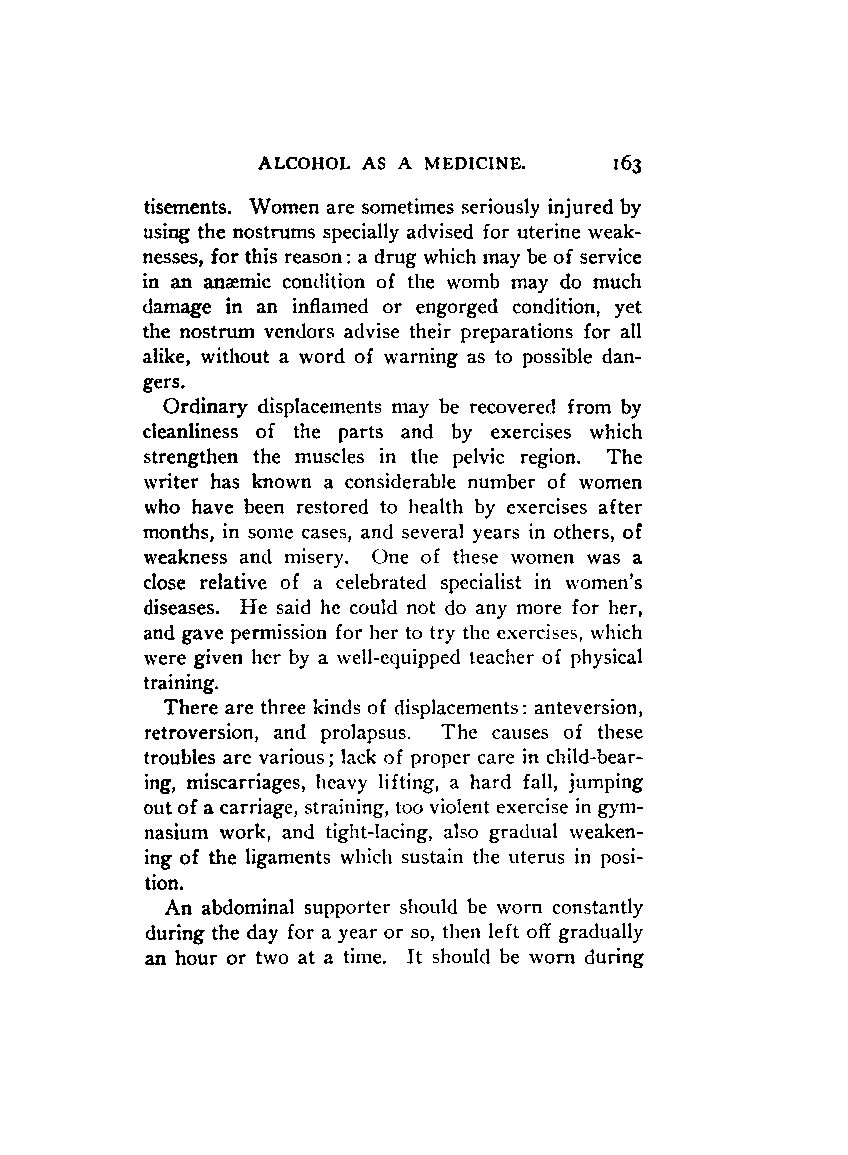 ALCOHOL AS A MEDICINE. 163
tisements. Women are sometimes seriously injured by
using the nostrums specially advised for uterine weak-
nesses, for this reason: a drug which may be of service
in an anæmic condition of the womb may do much
damage in an inflamed or engorged condition, yet
the nostrum vendors advise their preparations for all
alike, without a word of warning as to possible dan-
gers.
Ordinary displacements may be recovered from by
cleanliness of the parts and by exercises which
strengthen the muscles in the pelvic region. The
writer has known a considerable number of women
who have been restored to health by exercises after
months, in some cases, and several years in others, of
weakness and misery. One of these women was a
close relative of a celebrated specialist in women's
diseases. He said he could not do any more for her,
and gave permission for her to try the exercises, which
were given her by a well-equipped teacher of physical
training.
There are three kinds of displacements: anteversion,
retroversion, and prolapsus. The causes of these
troubles are various; lack of proper care in child-bear-
ing, miscarriages, heavy lifting, a hard fall, jumping
out of a carriage, straining, too violent exercise in gym-
nasium work, and tight-lacing, also gradual weaken-
ing of the ligaments which sustain the uterus in posi-
tion.
An abdominal supporter should be worn constantly
during the day for a year or so, then left off gradually
an hour or two at a time. It should be worn during